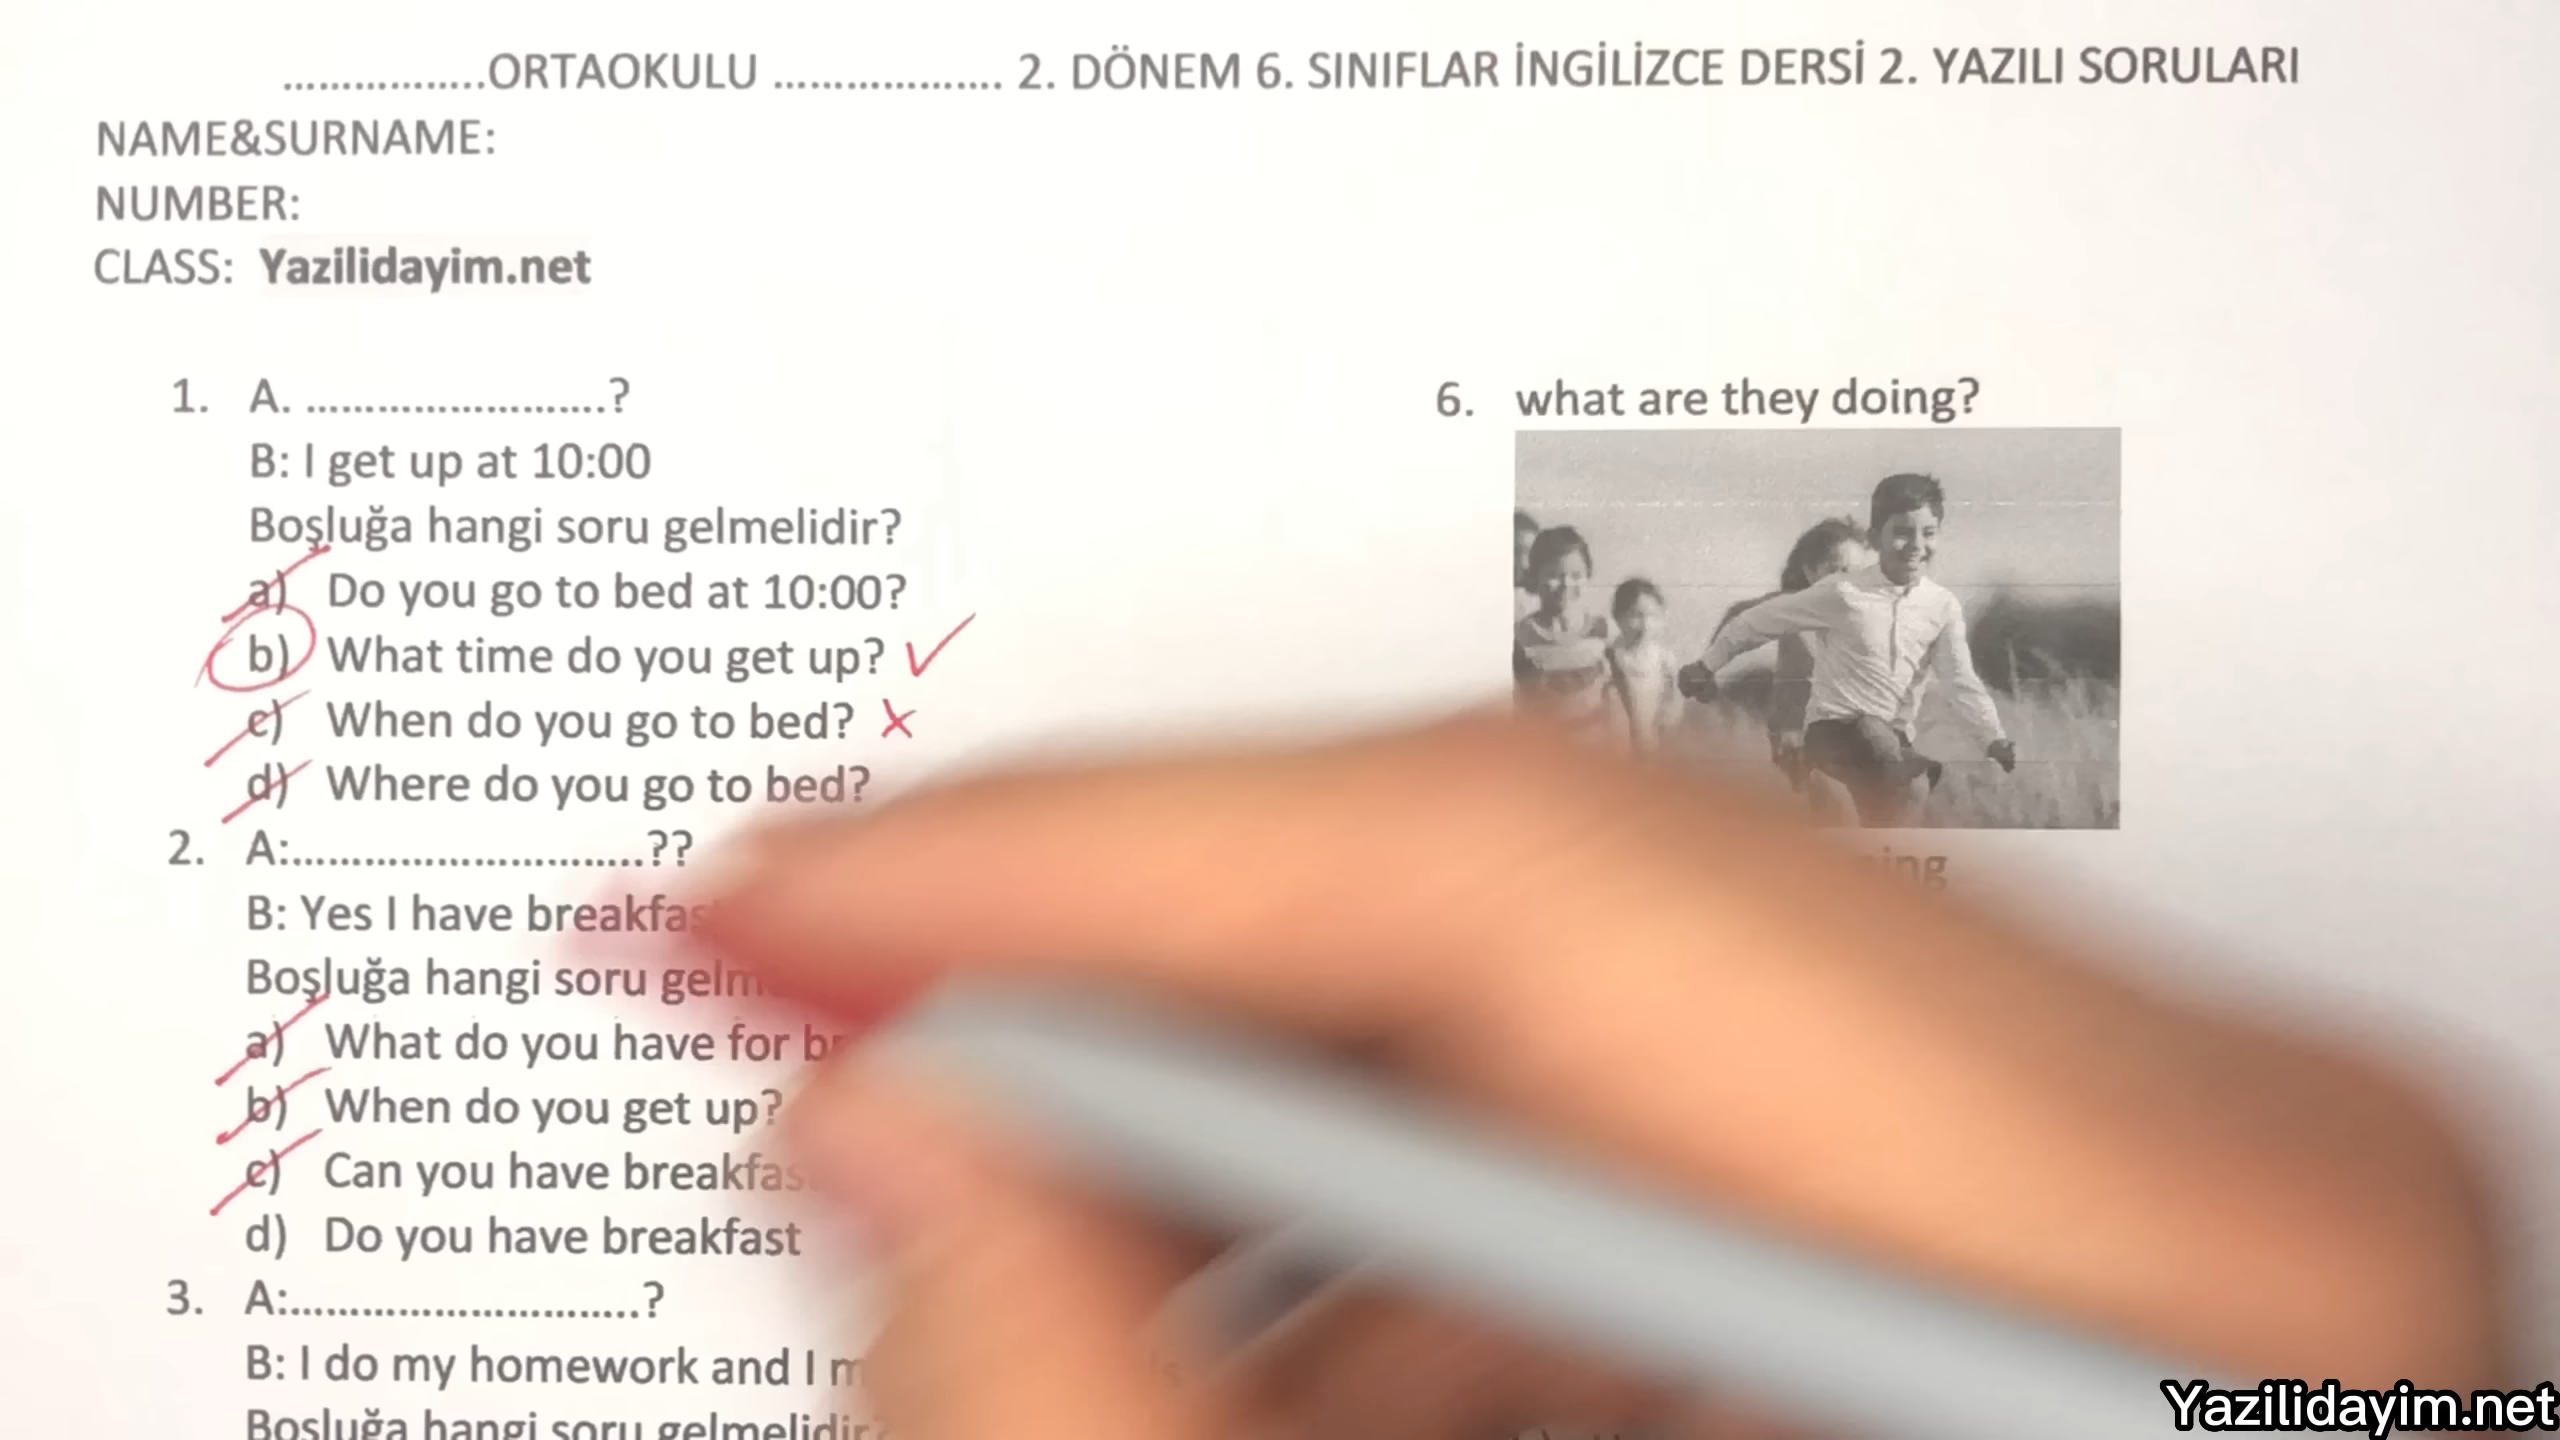 .................ORTAOKULU ................... 2. DÖNEM 6. SINIFLAR İNGİLİZCE DERSİ 2. YAZILI SORULARI
NAME&SURNAME:
NUMBER:
CLASS: Yazilidayim.net
1. A. .........................?
B: I get up at 10:00
Boşluğa hangi soru gelmelidir?
a) Do you go to bed at 10:00?
b) What time do you get up?
c) When do you go to bed?
d) Where do you go to bed?
2. A:.............................??
B: Yes I have
Boşluğa hangi soru
a) What do you have for
b) When do you get up?
c) Can you have
d) Do you have breakfast
3. A:.............................?
B: I do my homework and I
Boşluğa hangi soru gelmelidir?
6. what are they doing?
Yazilidayim.net